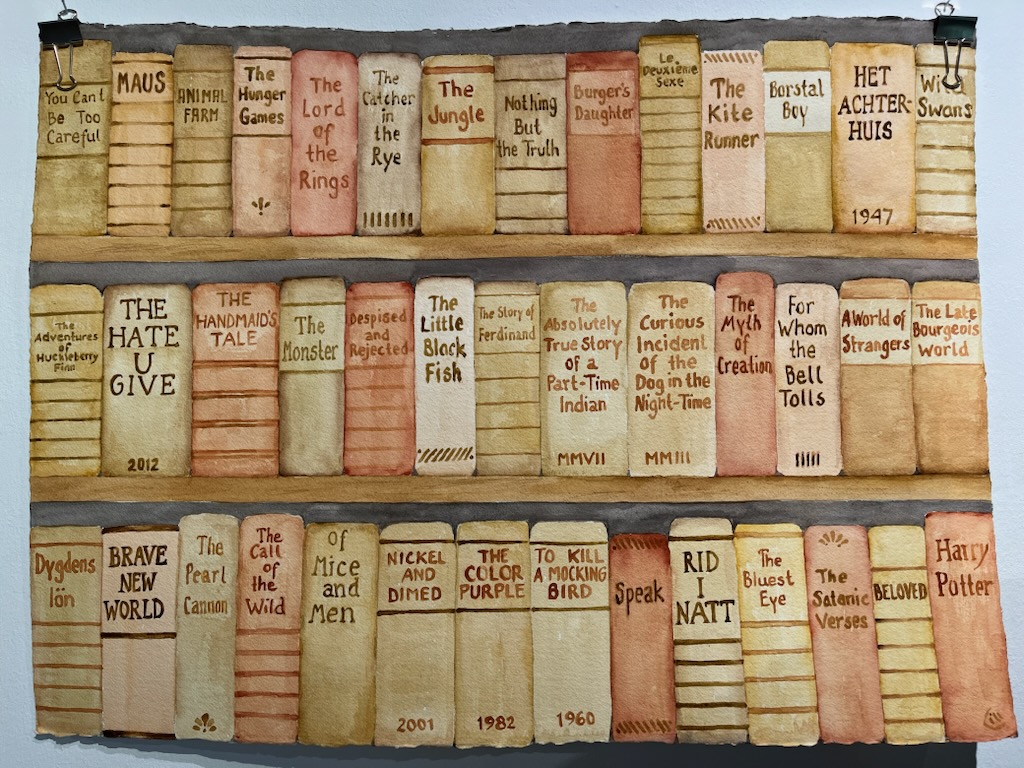 You Can't
Be Too
Careful
MAUS
ANIMAL
FARM
The
Hunger
Games
The
Lord
of
the
Rings
The
Catcher
in
the
Rye
The
Jungle
Nothing
But
the Truth
Burger's
Daughter
Le
Deuxième
Sexe
The
Kite
Runner
Borstal
Boy
HET
ACHTER-
HUIS
1947
Wild
Swans
The
Adventures
of
Huckleberry
Finn
THE
HATE
U
GIVE
2012
THE
HANDMAID'S
TALE
The
Monster
Despised
and
Rejected
The
Little
Black
Fish
The Story of
Ferdinand
The
Absolutely
True Story
of a
Part-Time
Indian
MMVII
The
Curious
Incident
of the
Dog in the
Night-Time
MMIII
The
Myth
of
Creation
For
Whom
the
Bell
Tolls
A World of
Strangers
The Late
Bourgeois
World
Dygdens
lön
BRAVE
NEW
WORLD
The
Pearl
Cannon
The
Call
of the
Wild
Of
Mice
and
Men
NICKEL
AND
DIMED
2001
THE
COLOR
PURPLE
1982
TO KILL
A MOCKING
BIRD
1960
Speak
RID
I
NATT
The
Bluest
Eye
The
Satanic
Verses
BELOVED
Harry
Potter